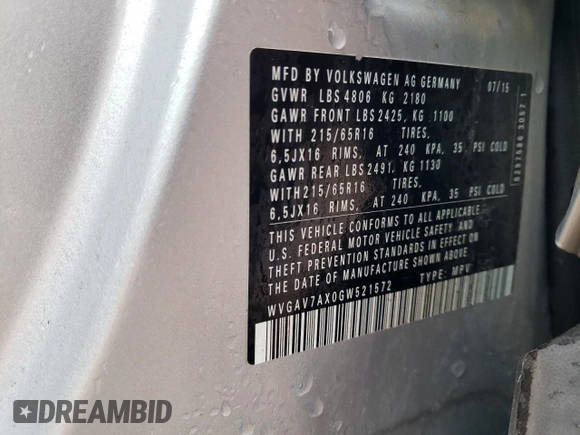 MFD BY VOLKSWAGEN AG GERMANY 07/15
GVWR LBS 4806 KG 2180
GAWR FRONT LBS 2425, KG 1100
WITH 215/65R16 TIRES,
6,5JX16 RIMS, AT 240 KPA, 35 PSI COLD
GAWR REAR LBS 2491, KG 1130
WITH 215/65R16 TIRES,
6,5JX16 RIMS, AT 240 KPA, 35 PSI COLD
THIS VEHICLE CONFORMS TO ALL APPLICABLE
U.S. FEDERAL MOTOR VEHICLE SAFETY AND
THEFT PREVENTION STANDARDS IN EFFECT ON
THE DATE OF MANUFACTURE SHOWN ABOVE
WVGAV7AX0GW521572 TYPE: MPV
DREAMBID